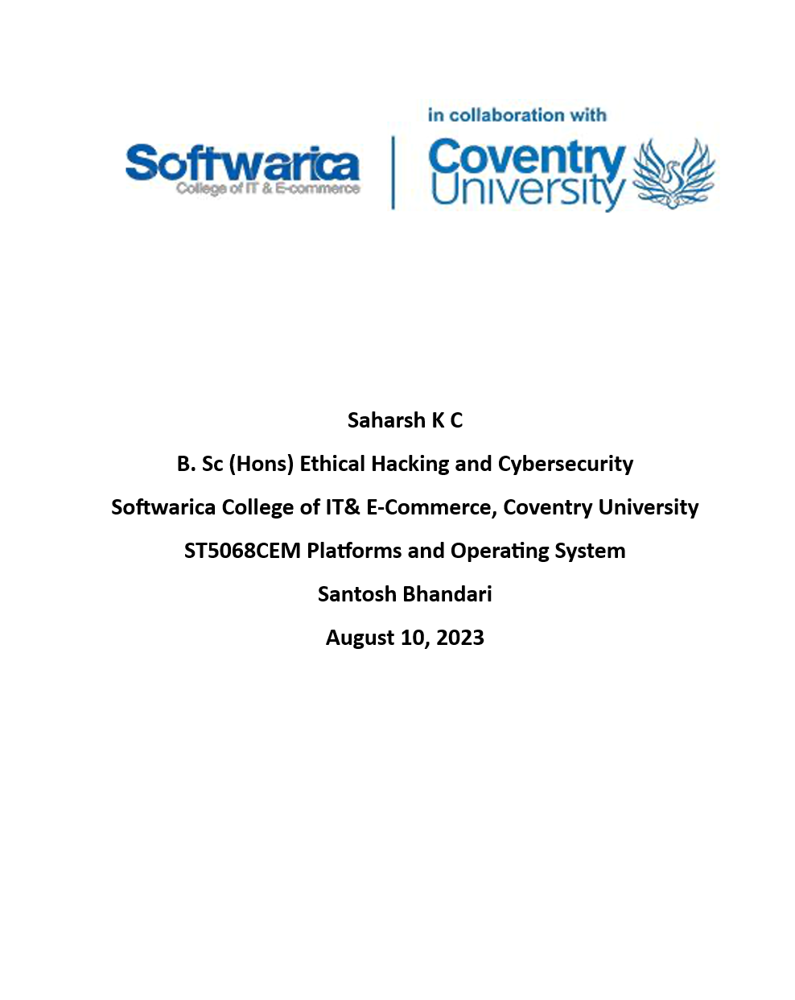 in collaboration with
Softwarica
College of IT & E-commerce
Coventry
University
Saharsh K C
B. Sc (Hons) Ethical Hacking and Cybersecurity
Softwarica College of IT& E-Commerce, Coventry University
ST5068CEM Platforms and Operating System
Santosh Bhandari
August 10, 2023